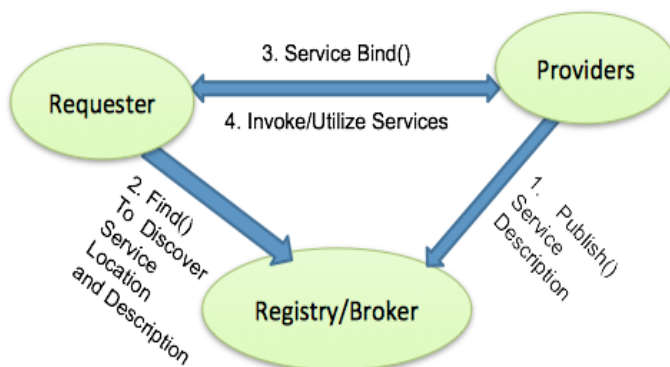 3. Service Bind()
Providers
Requester
4. Invoke/Utilize Services
2. Find()
To Discover
Service
Location
and Description
1. Publish()
Service
Description
Registry/Broker